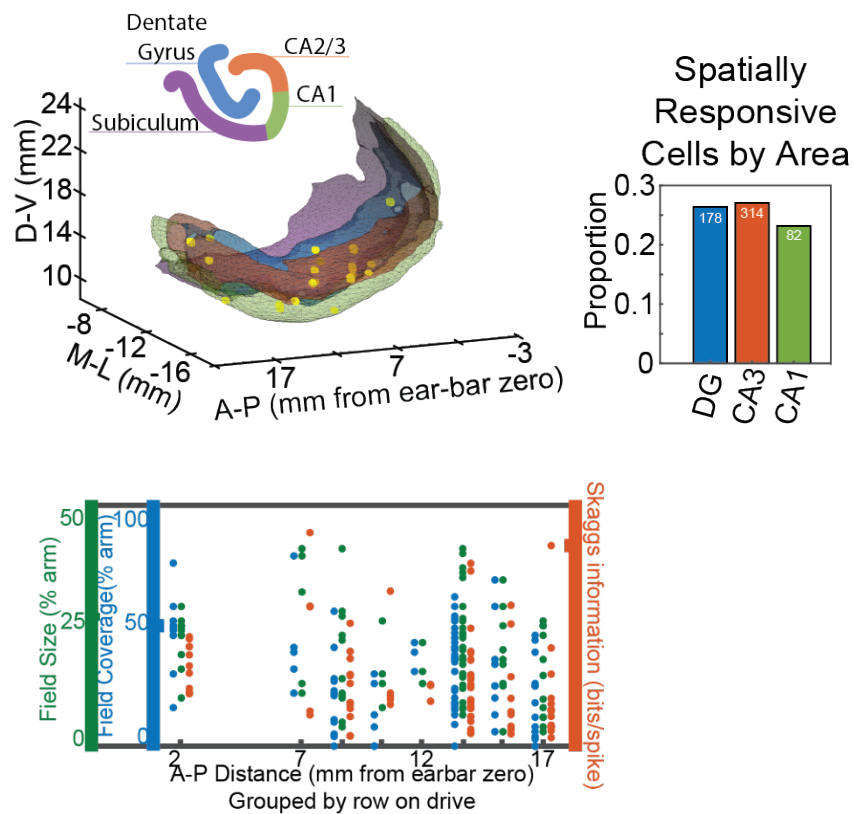 Dentate
Gyrus
CA2/3
CA1
Subiculum
D-V (mm)
24
22
18
14
10
-8
-12
-16
M-L (mm)
17
7
-3
A-P (mm from ear-bar zero)
Spatially
Responsive
Cells by Area
Proportion
0.3
0.2
0.1
0
178
314
82
DG
CA3
CA1
Field Size (% arm)
50
25
0
Field Coverage(% arm)
100
50
0
Skaggs information (bits/spike)
2
7
12
17
A-P Distance (mm from earbar zero)
Grouped by row on drive